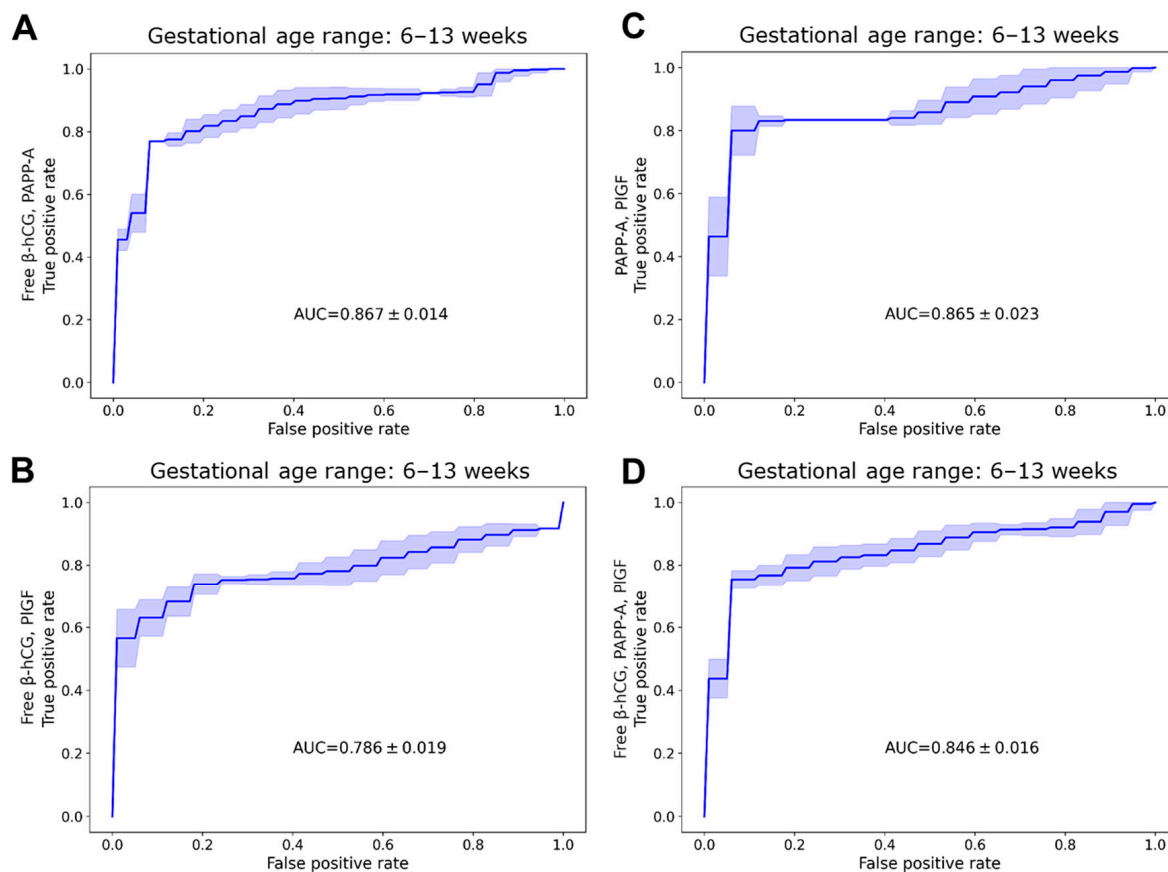 A
Gestational age range: 6–13 weeks
Free β-hCG, PAPP-A
True positive rate
1.0
0.8
0.6
0.4
0.2
0.0
AUC=0.867 ± 0.014
0.0 0.2 0.4 0.6 0.8 1.0
False positive rate
C
Gestational age range: 6–13 weeks
PAPP-A, PlGF
True positive rate
1.0
0.8
0.6
0.4
0.2
0.0
AUC=0.865 ± 0.023
0.0 0.2 0.4 0.6 0.8 1.0
False positive rate
B
Gestational age range: 6–13 weeks
Free β-hCG, PlGF
True positive rate
1.0
0.8
0.6
0.4
0.2
0.0
AUC=0.786 ± 0.019
0.0 0.2 0.4 0.6 0.8 1.0
False positive rate
D
Gestational age range: 6–13 weeks
Free β-hCG, PAPP-A, PlGF
True positive rate
1.0
0.8
0.6
0.4
0.2
0.0
AUC=0.846 ± 0.016
0.0 0.2 0.4 0.6 0.8 1.0
False positive rate